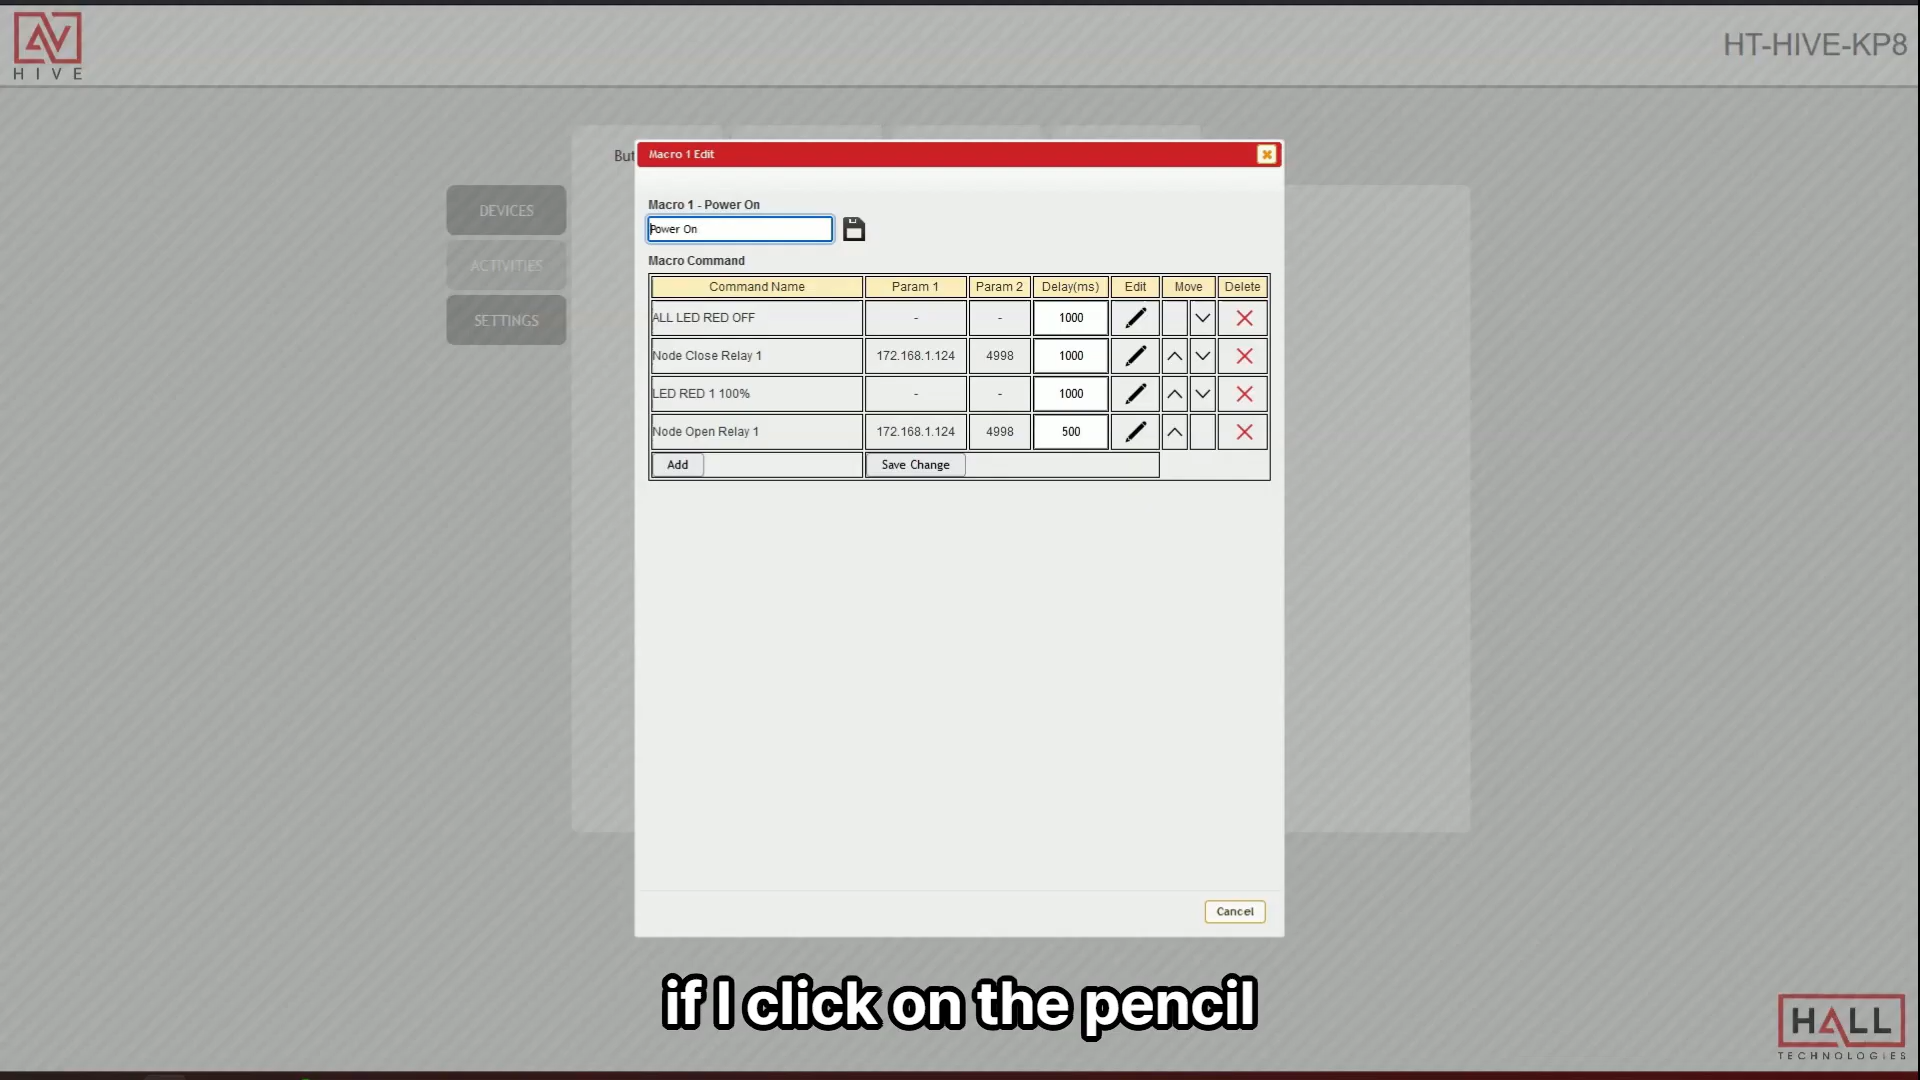 AV
HIVE
HT-HIVE-KP8
But
Macro 1 Edit
DEVICES
ACTIVITIES
SETTINGS
Macro 1 - Power On
Power On
Macro Command
Command Name Param 1 Param 2 Delay(ms) Edit Move Delete
ALL LED RED OFF - - 1000
Node Close Relay 1 172.168.1.124 4998 1000
LED RED 1 100% - - 1000
Node Open Relay 1 172.168.1.124 4998 500
Add Save Change
Cancel
if I click on the pencil
HALL
TECHNOLOGIES